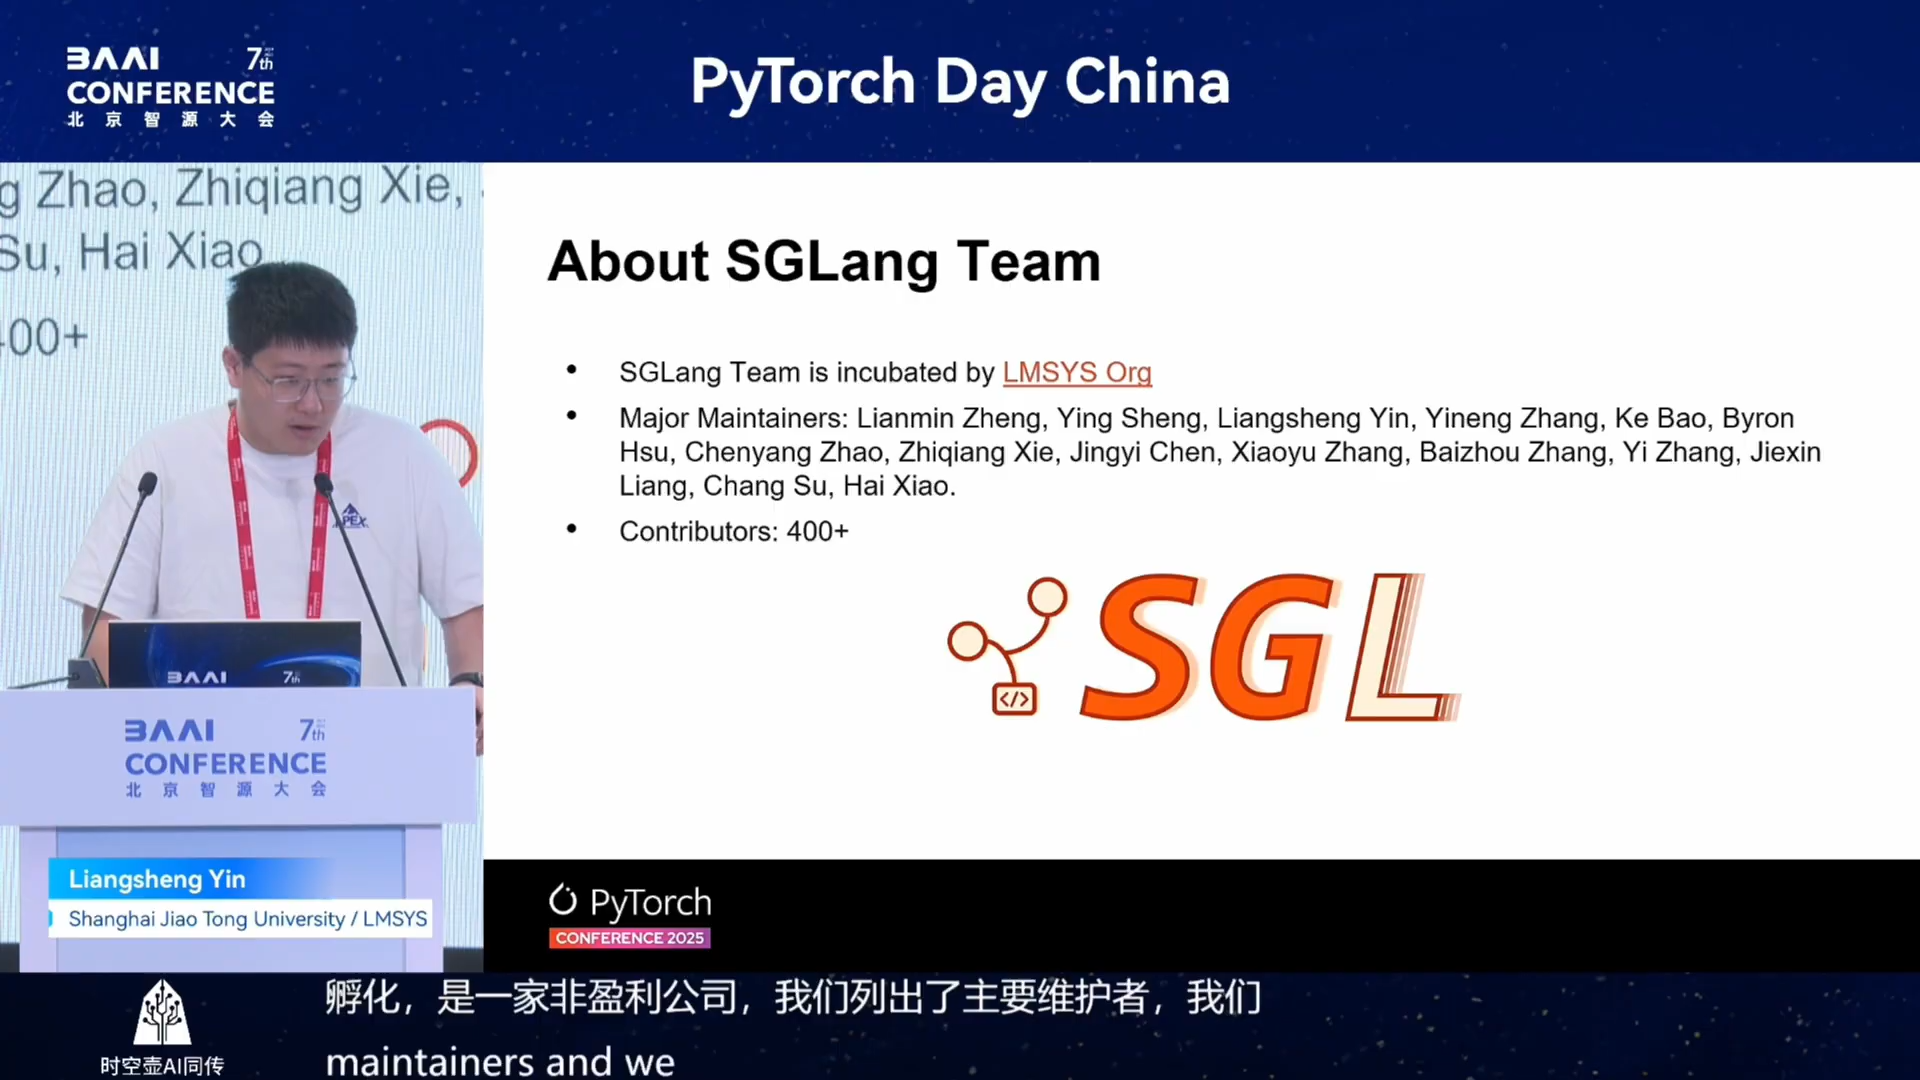 BAAI 7th
CONFERENCE
北京智源大会
PyTorch Day China
g Zhao, Zhiqiang Xie,
Su, Hai Xiao
400+
About SGLang Team
• SGLang Team is incubated by LMSYS Org
• Major Maintainers: Lianmin Zheng, Ying Sheng, Liangsheng Yin, Yineng Zhang, Ke Bao, Byron
Hsu, Chenyang Zhao, Zhiqiang Xie, Jingyi Chen, Xiaoyu Zhang, Baizhou Zhang, Yi Zhang, Jiexin
Liang, Chang Su, Hai Xiao.
• Contributors: 400+
</>
SGL
BAAI 7th
BAAI 7th
CONFERENCE
北京智源大会
Liangsheng Yin
Shanghai Jiao Tong University / LMSYS
PyTorch
CONFERENCE 2025
孵化，是一家非盈利公司，我们列出了主要维护者，我们
maintainers and we
时空壶AI同传